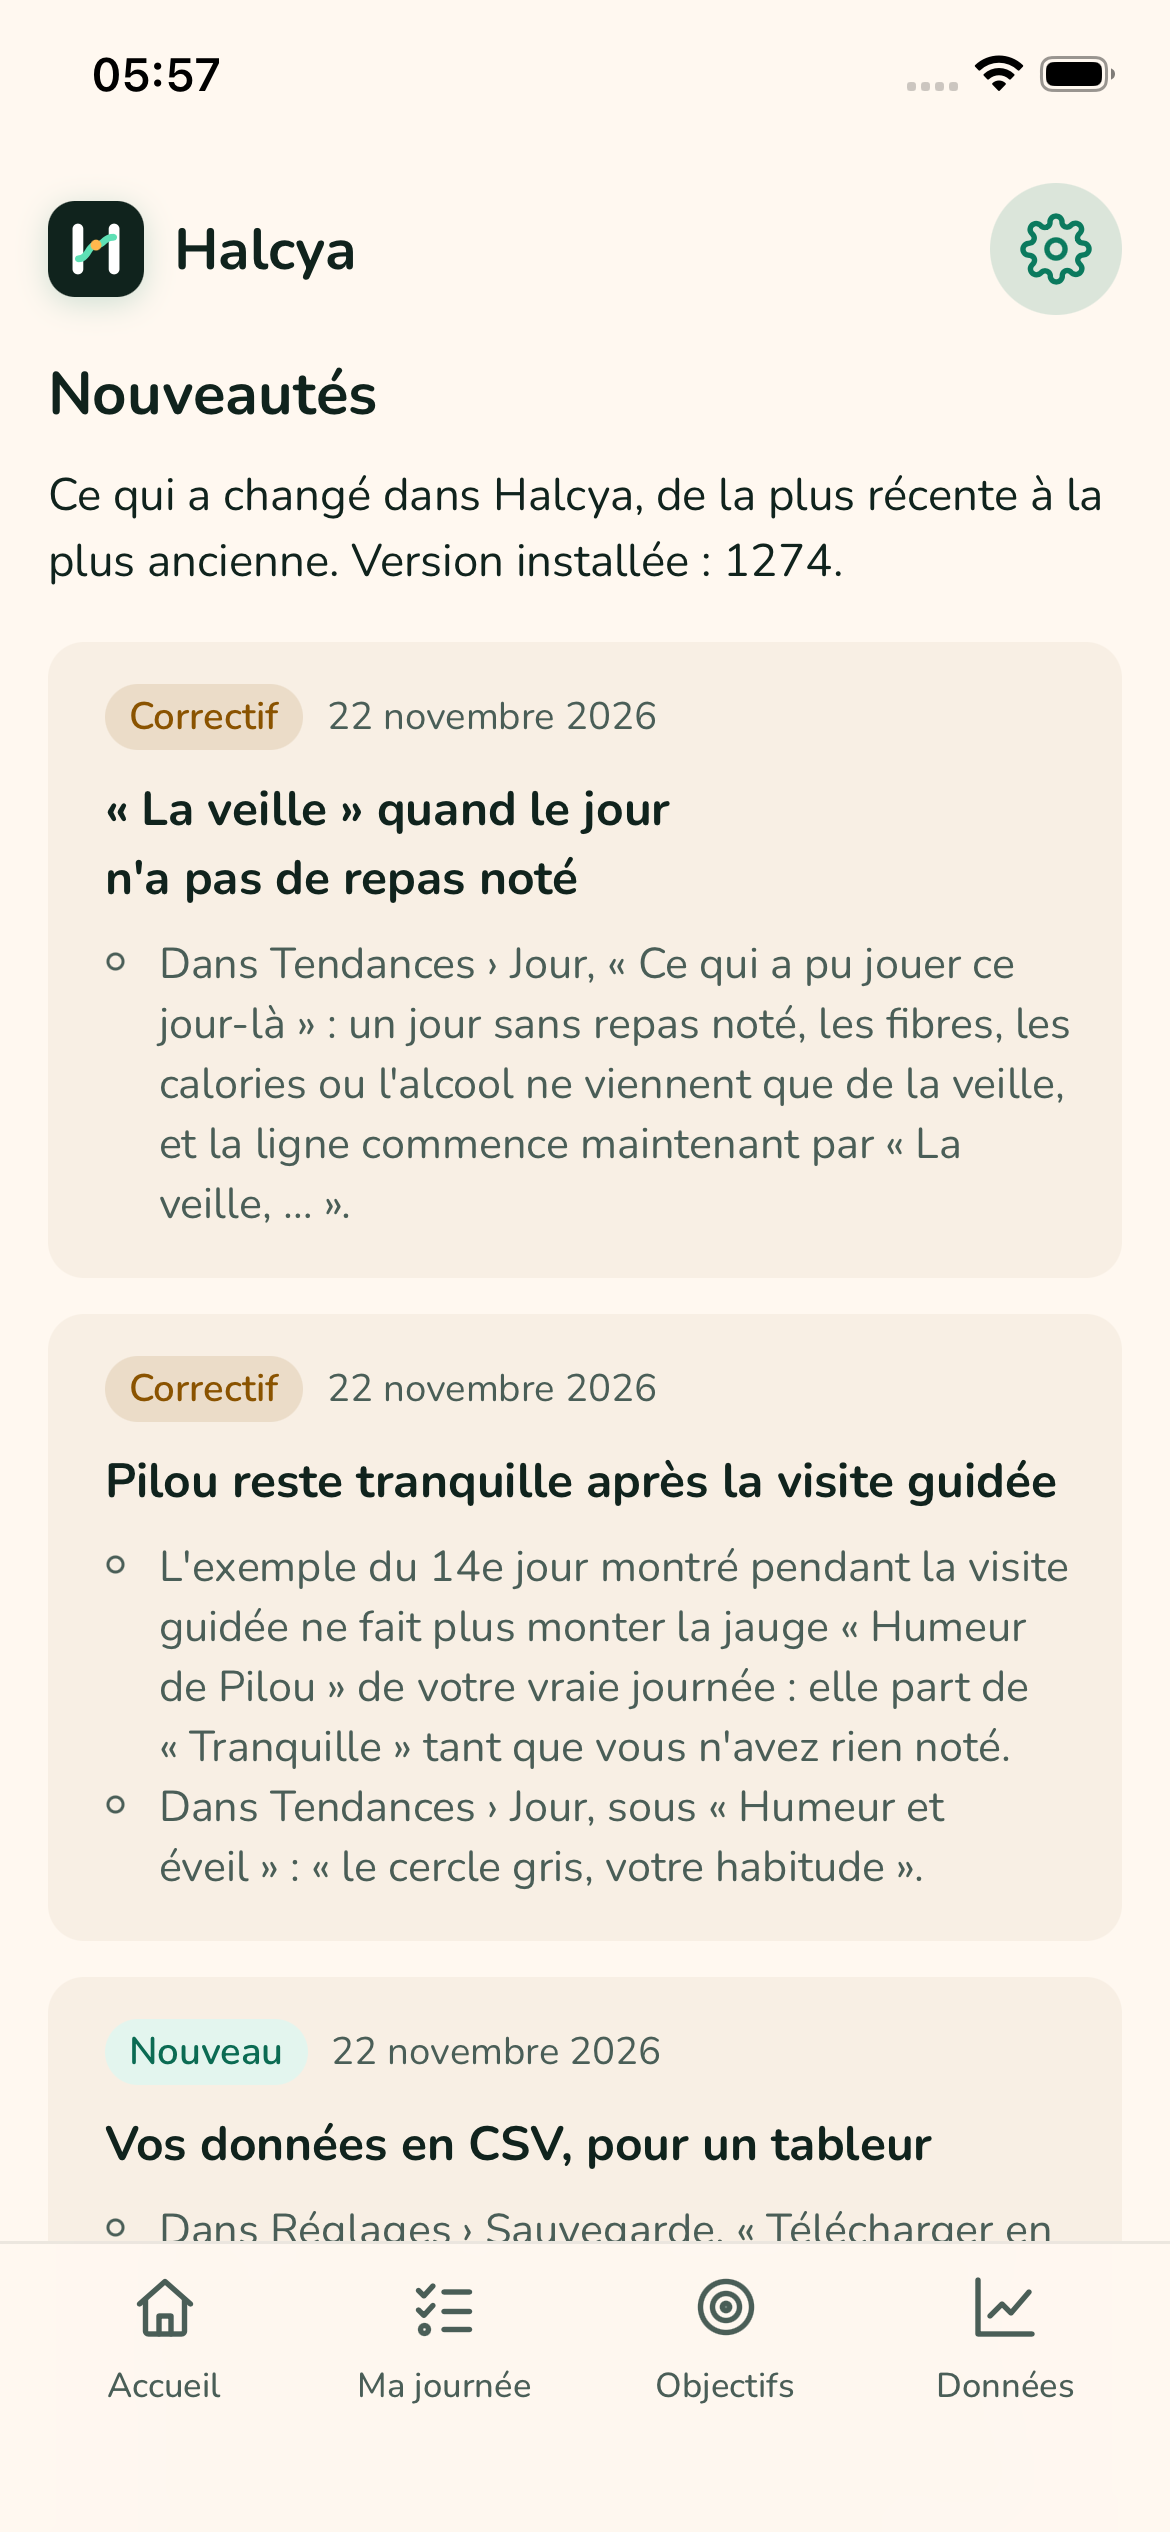 05:57
Halcya
Nouveautés
Ce qui a changé dans Halcya, de la plus récente à la
plus ancienne. Version installée : 1274.
Correctif 22 novembre 2026
« La veille » quand le jour
n'a pas de repas noté
Dans Tendances › Jour, « Ce qui a pu jouer ce
jour-là » : un jour sans repas noté, les fibres, les
calories ou l'alcool ne viennent que de la veille,
et la ligne commence maintenant par « La
veille, ... ».
Correctif 22 novembre 2026
Pilou reste tranquille après la visite guidée
L'exemple du 14e jour montré pendant la visite
guidée ne fait plus monter la jauge « Humeur
de Pilou » de votre vraie journée : elle part de
« Tranquille » tant que vous n'avez rien noté.
Dans Tendances › Jour, sous « Humeur et
éveil » : « le cercle gris, votre habitude ».
Nouveau 22 novembre 2026
Vos données en CSV, pour un tableur
Dans Réglages › Sauvegarde, « Télécharger en
Accueil Ma journée Objectifs Données